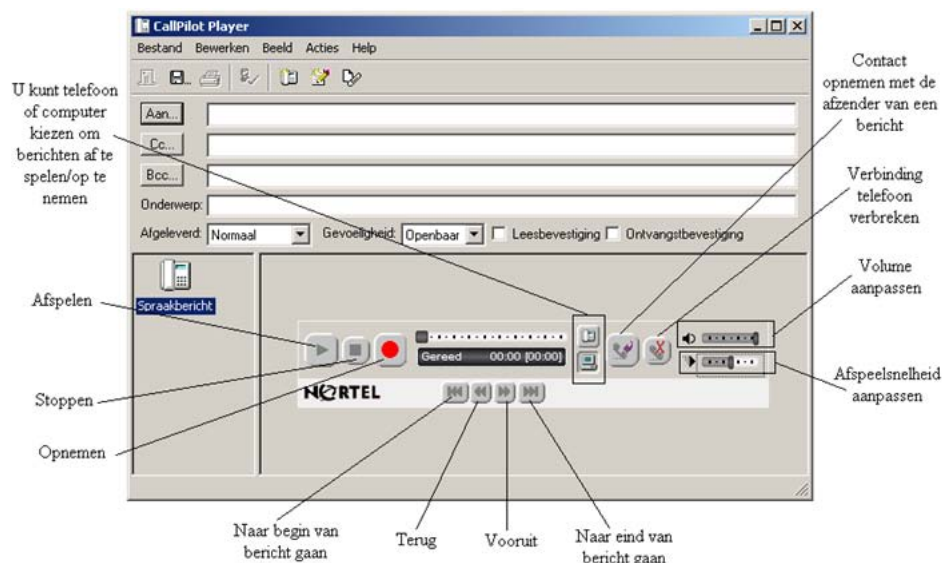 CallPilot Player
Bestand Bewerken Beeld Acties Help
U kunt telefoon
of computer
kiezen om
berichten af te
spelen/op te
nemen
Contact
opnemen met de
afzender van een
bericht
Aan...
Cc...
Bcc...
Onderwerp:
Verbinding
telefoon
verbreken
Afgeleverd: Normaal Gevoeligheid: Openbaar Leesbevestiging Ontvangstbevestiging
Spraakbericht
Volume
aanpassen
Afspelen
Gereed 00:00 [00:00]
Afspeelsnelheid
aanpassen
NORTEL
Stoppen
Opnemen
Naar begin van
bericht gaan
Terug
Vooruit
Naar eind van
bericht gaan